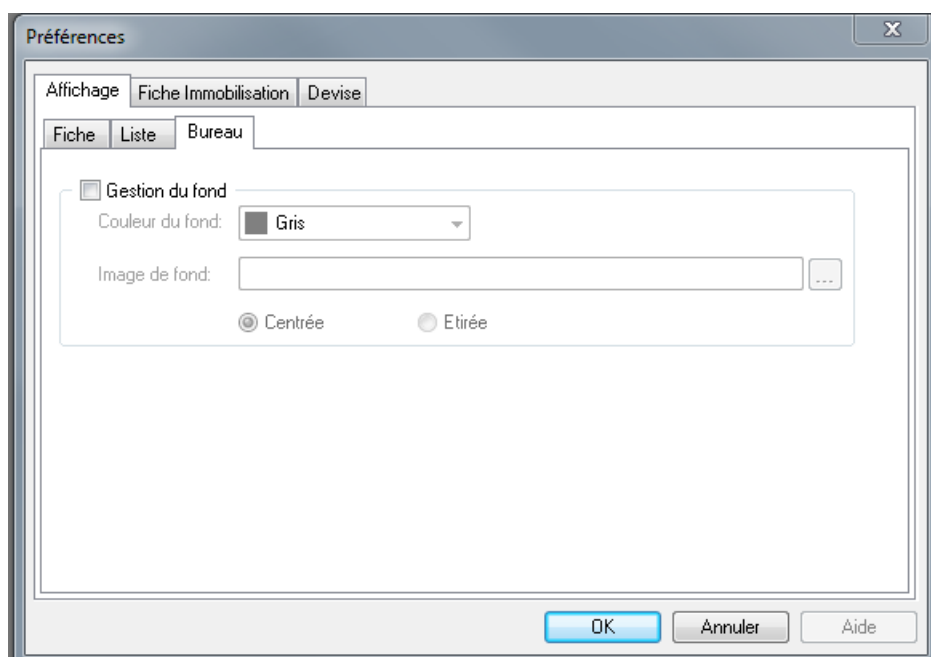 Préférences
Affichage Fiche Immobilisation Devise
Fiche Liste Bureau
Gestion du fond
Couleur du fond: Gris
Image de fond: ...
Centrée Etirée
OK Annuler Aide